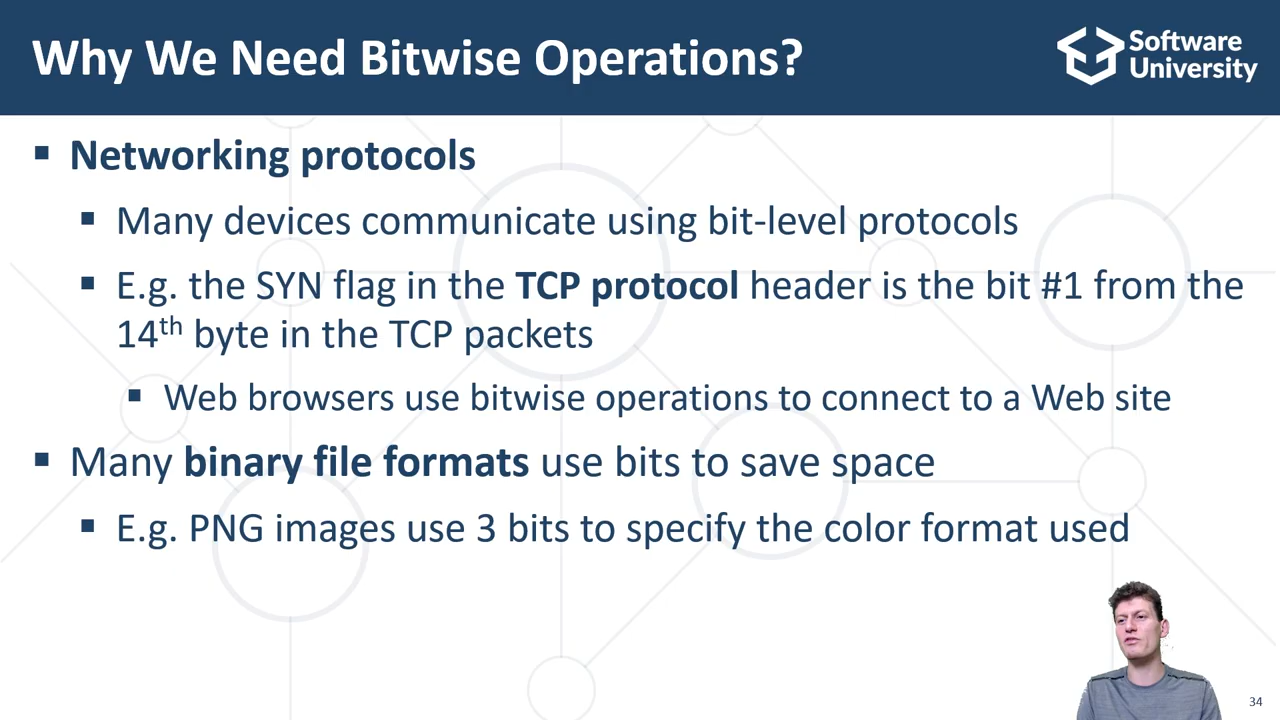 Why We Need Bitwise Operations?
Software
University
▪ Networking protocols
▪ Many devices communicate using bit-level protocols
▪ E.g. the SYN flag in the TCP protocol header is the bit #1 from the
14th byte in the TCP packets
▪ Web browsers use bitwise operations to connect to a Web site
▪ Many binary file formats use bits to save space
▪ E.g. PNG images use 3 bits to specify the color format used
34